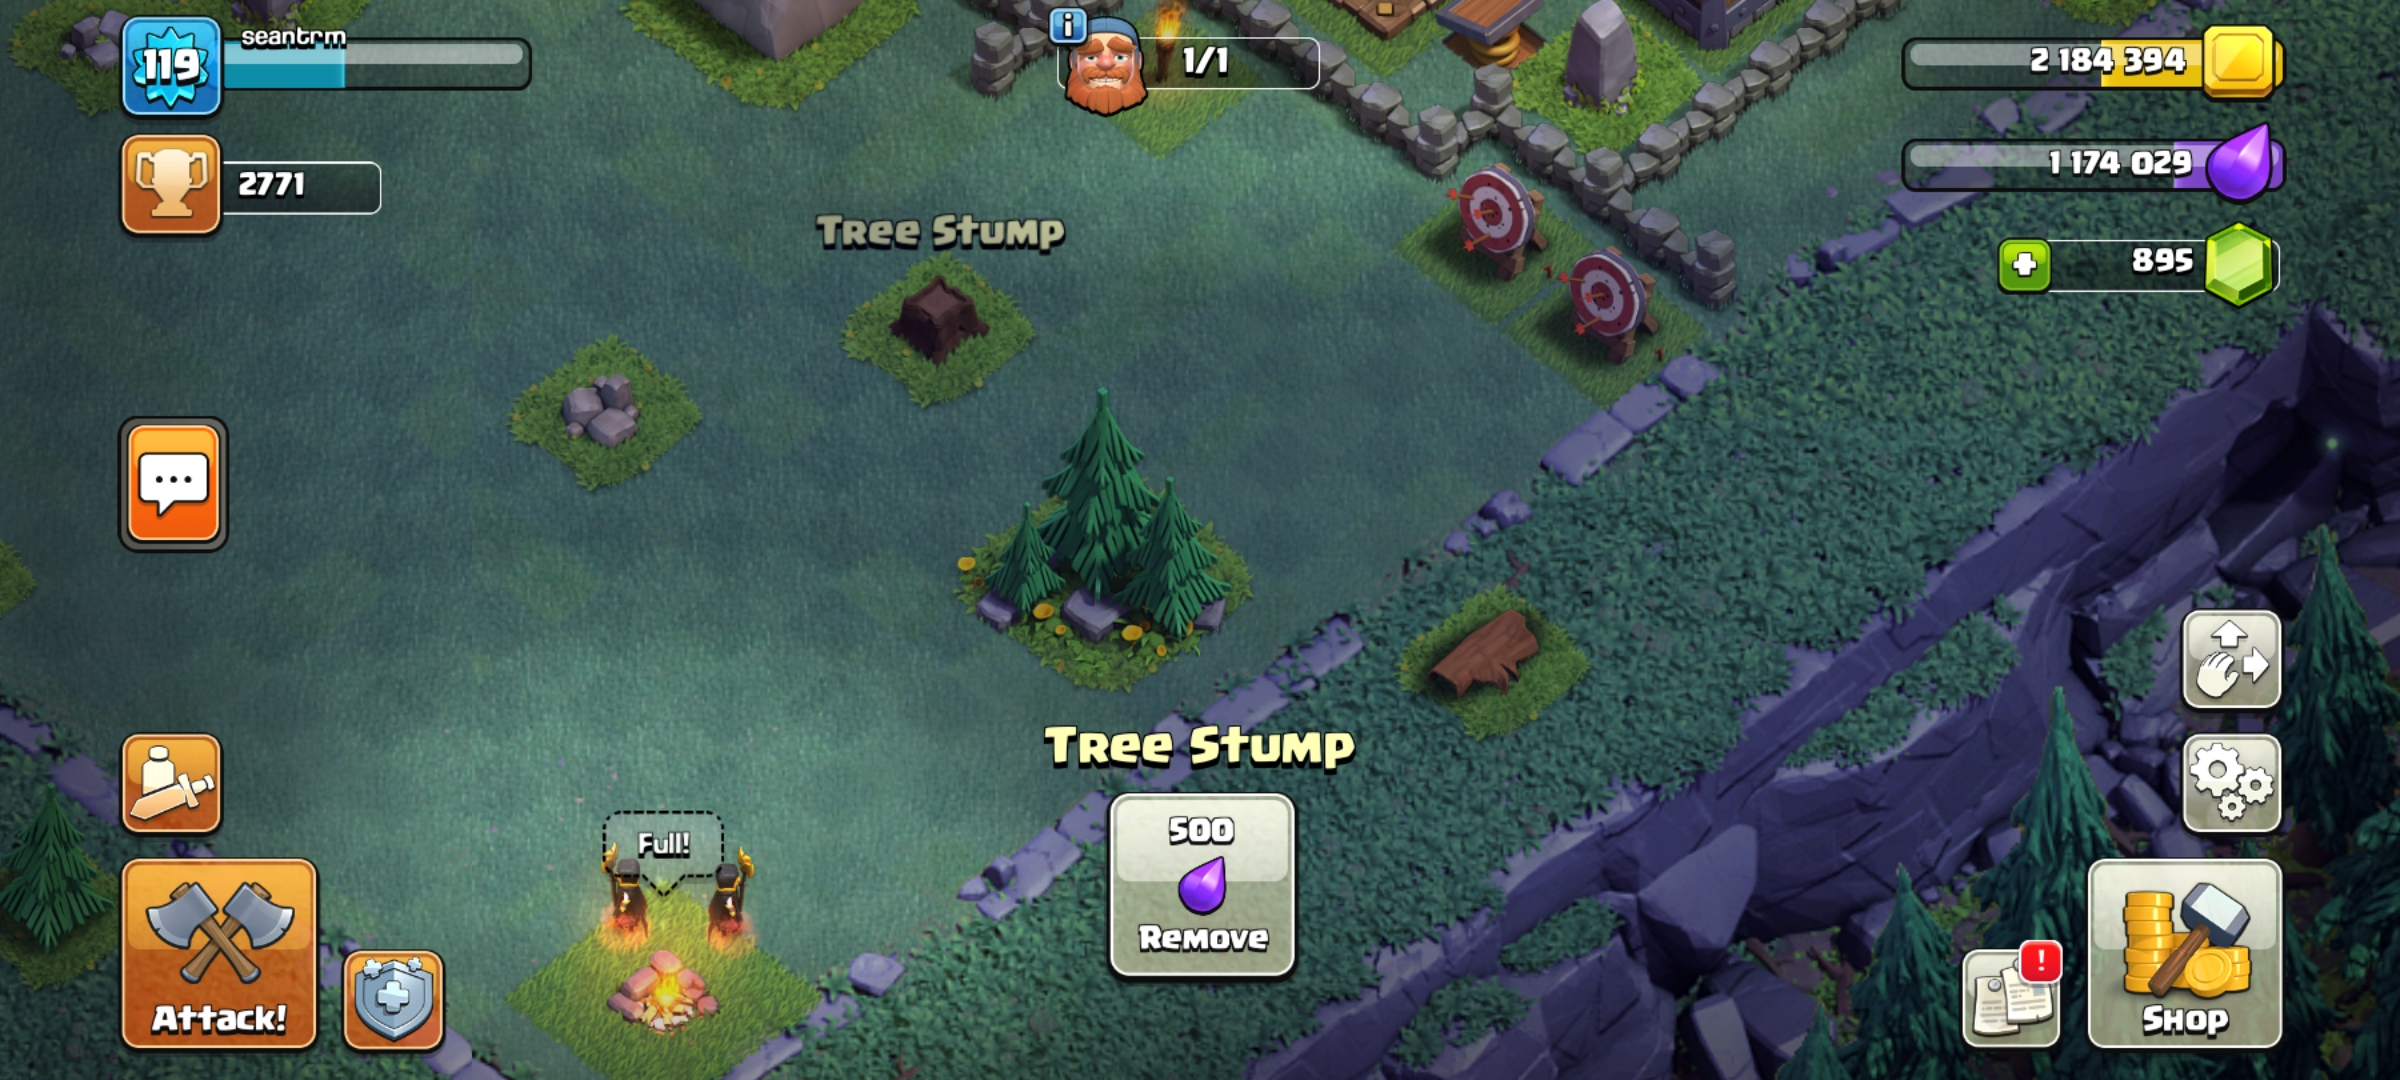 119
seantrm
i
1/1
2 184 394
2771
1 174 029
Tree Stump
895
Tree Stump
Full!
500
Remove
!
Attack!
Shop